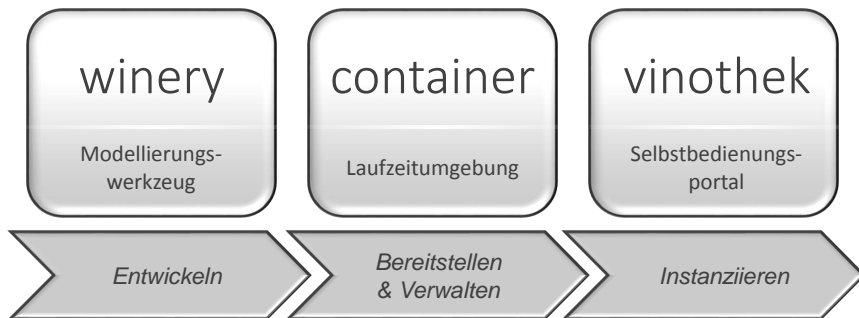 winery
Modellierungs-
werkzeug
container
Laufzeitumgebung
vinothek
Selbstbedienungs-
portal
Entwickeln
Bereitstellen
& Verwalten
Instanziieren